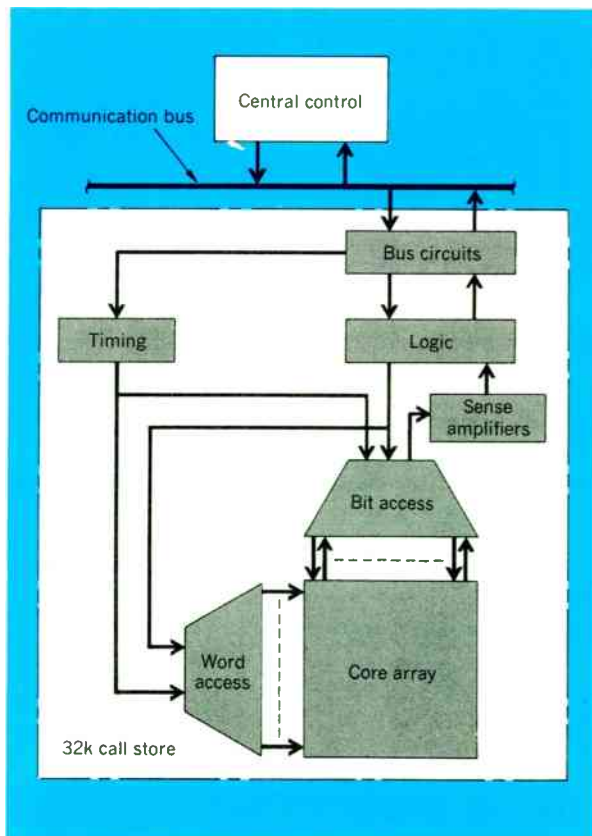 Central control
Communication bus
Bus circuits
Timing
Logic
Sense
amplifiers
Bit access
Word
access
Core array
32k call store